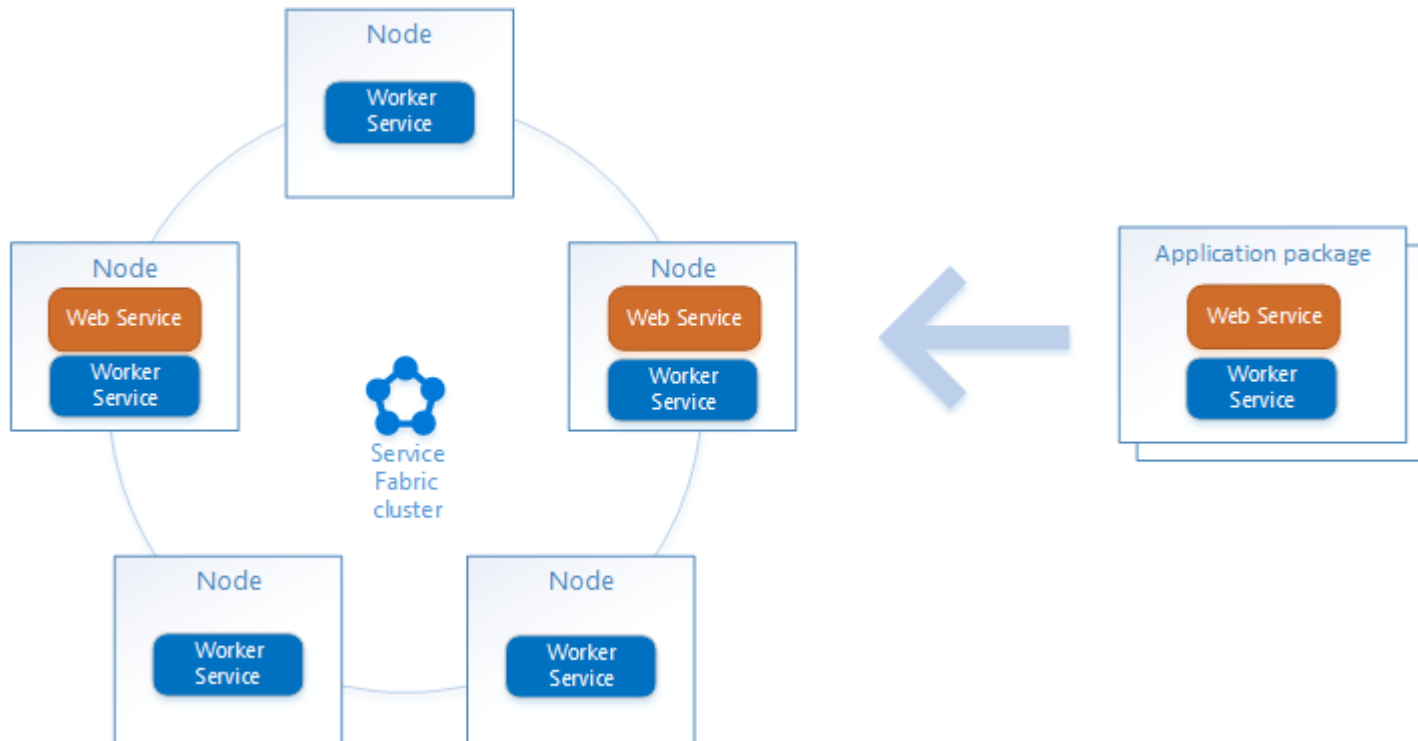 Node
Worker
Service
Node
Web Service
Worker
Service
Node
Web Service
Worker
Service
Application package
Web Service
Worker
Service
Service
Fabric
cluster
Node
Worker
Service
Node
Worker
Service